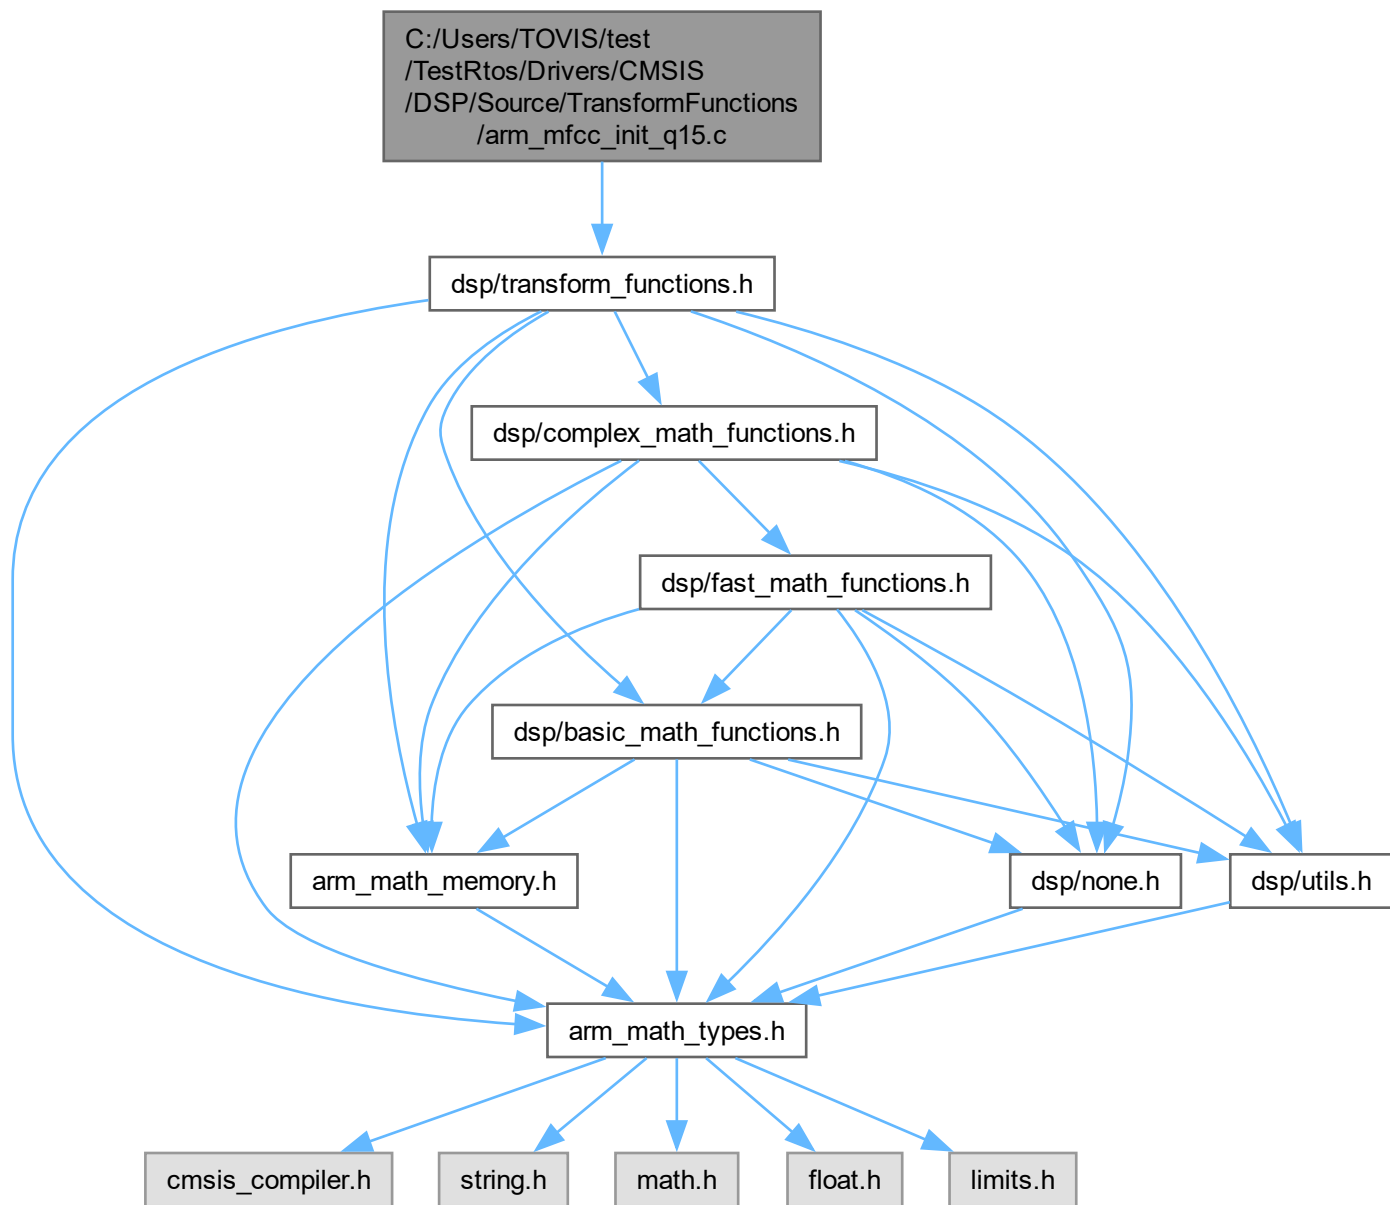 C:/Users/TOVIS/test
/TestRtos/Drivers/CMSIS
/DSP/Source/TransformFunctions
/arm_mfcc_init_q15.c
dsp/transform_functions.h
dsp/complex_math_functions.h
dsp/fast_math_functions.h
dsp/basic_math_functions.h
arm_math_memory.h
dsp/none.h
dsp/utils.h
arm_math_types.h
cmsis_compiler.h
string.h
math.h
float.h
limits.h